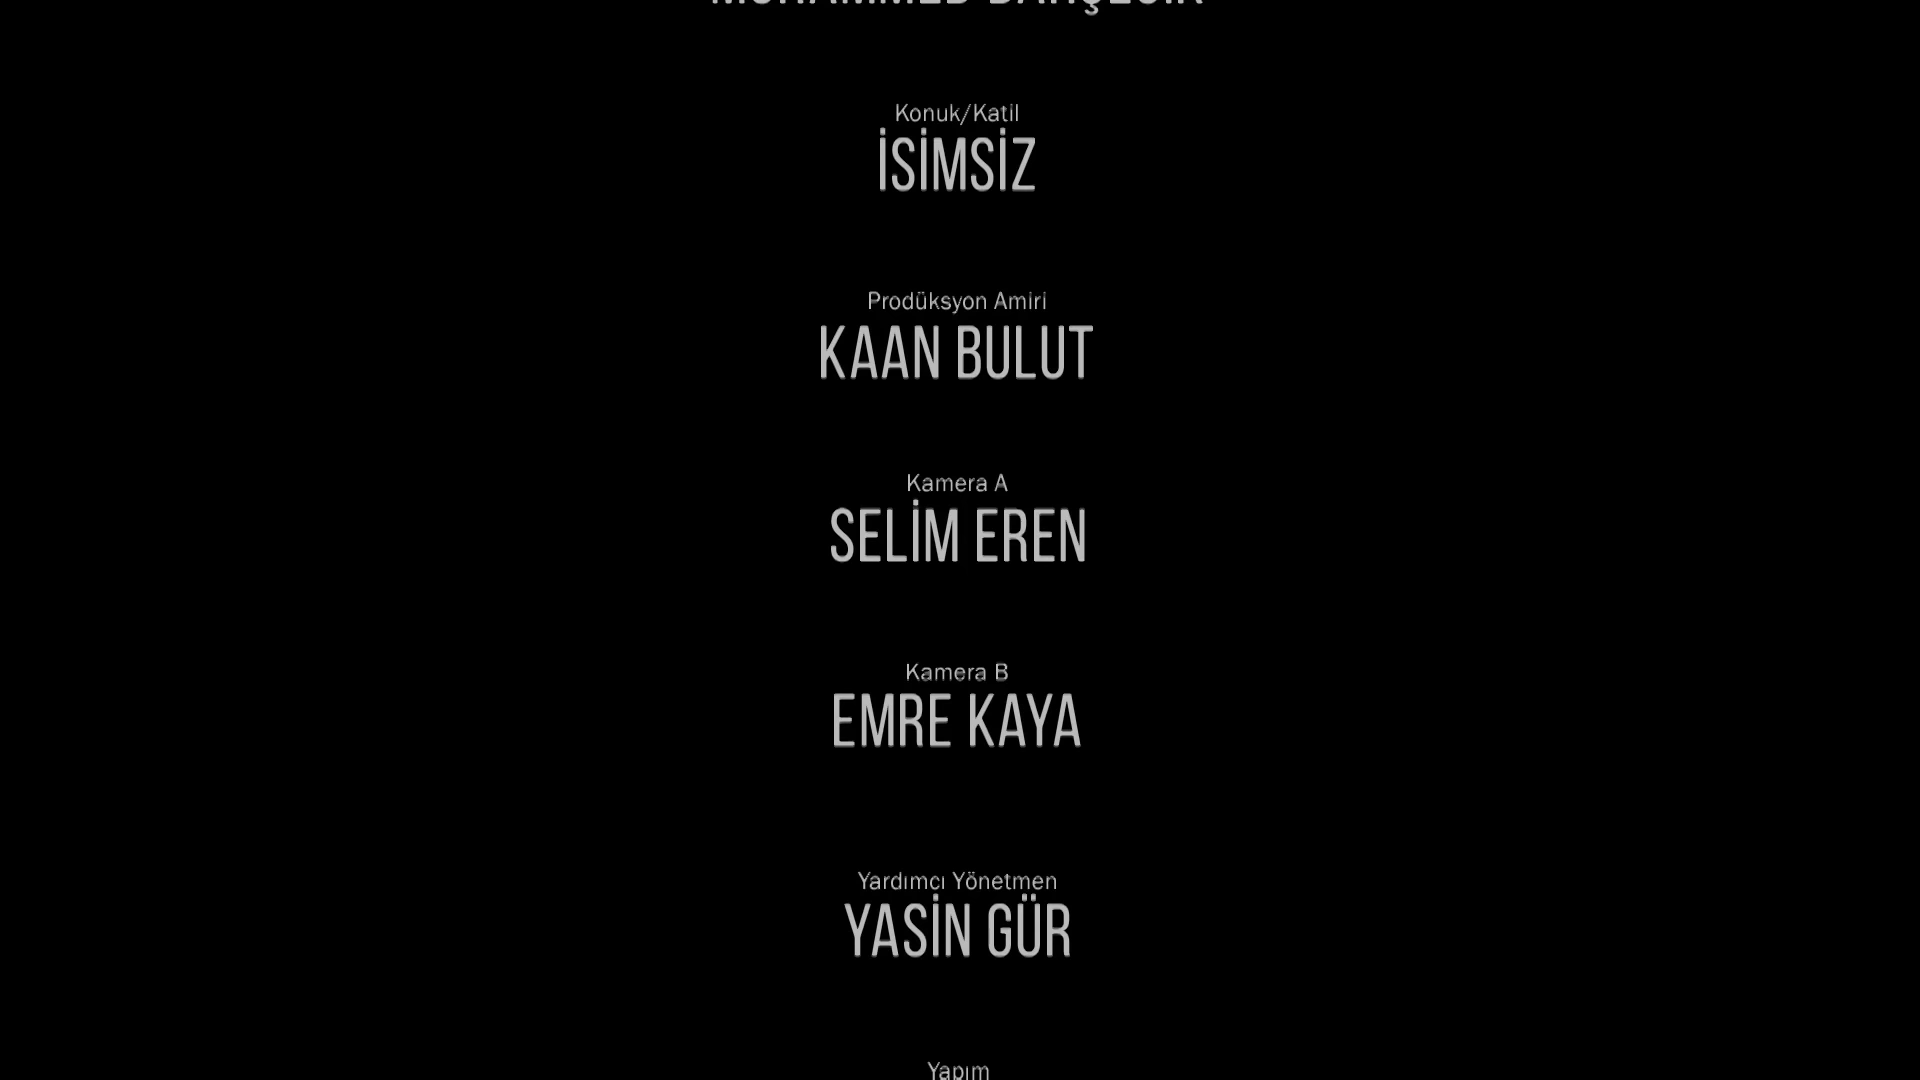 Konuk/Katil
İSİMSİZ
Prodüksyon Amiri
KAAN BULUT
Kamera A
SELİM EREN
Kamera B
EMRE KAYA
Yardımcı Yönetmen
YASİN GÜR
Yapım